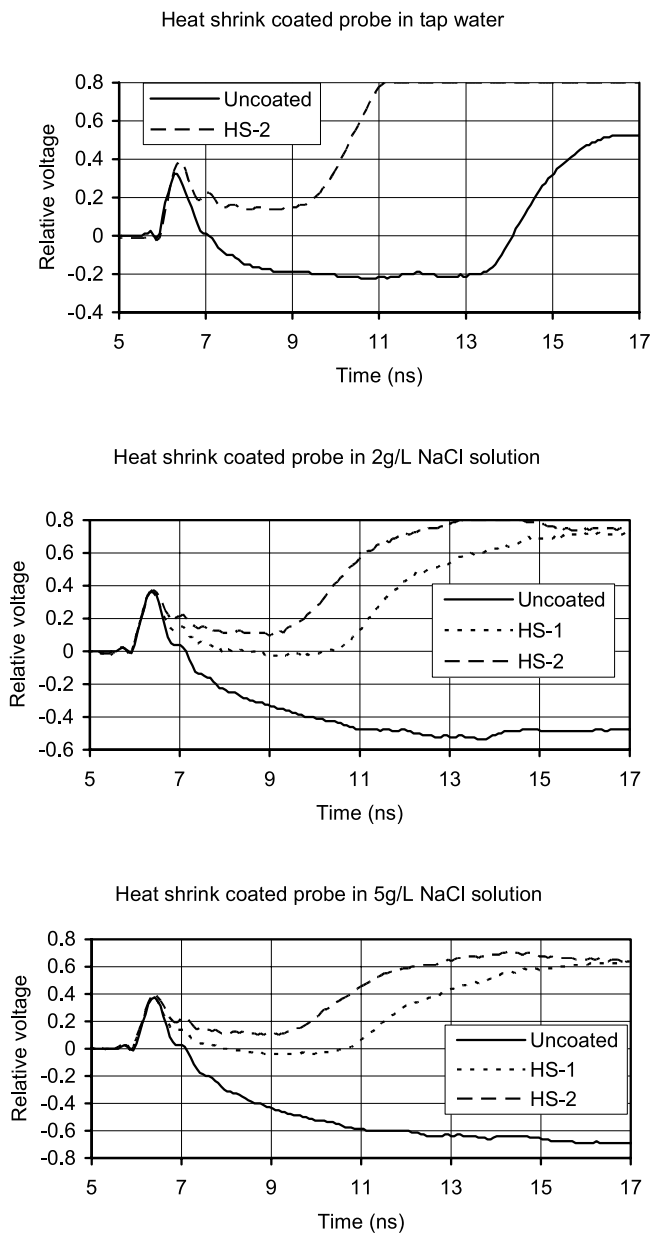 Heat shrink coated probe in tap water
Relative voltage
0.8
0.6
0.4
0.2
0
-0.2
-0.4
Uncoated
HS-2
5 7 9 11 13 15 17
Time (ns)
Heat shrink coated probe in 2g/L NaCl solution
Relative voltage
0.8
0.6
0.4
0.2
0
-0.2
-0.4
-0.6
Uncoated
HS-1
HS-2
5 7 9 11 13 15 17
Time (ns)
Heat shrink coated probe in 5g/L NaCl solution
Relative voltage
0.8
0.6
0.4
0.2
0
-0.2
-0.4
-0.6
-0.8
Uncoated
HS-1
HS-2
5 7 9 11 13 15 17
Time (ns)